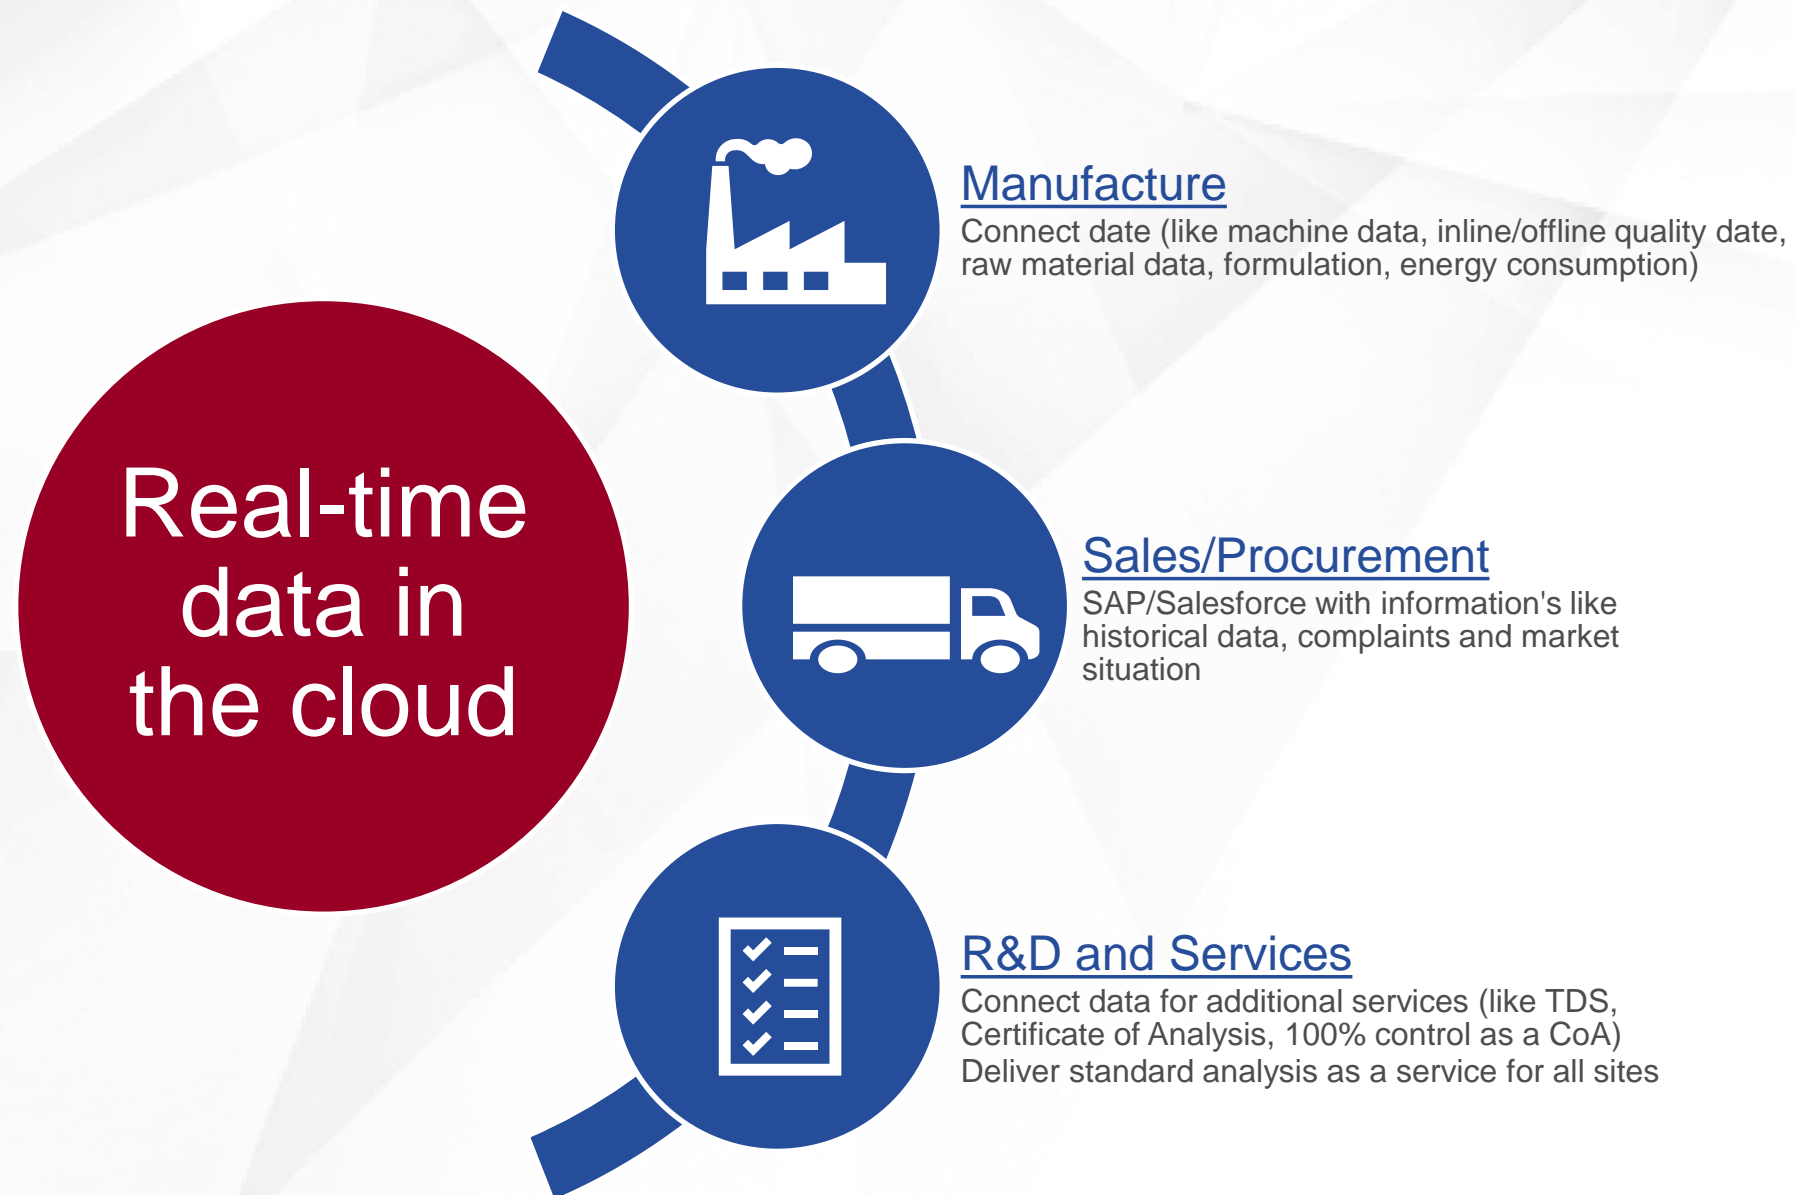 Real-time
data in
the cloud
Manufacture
Connect date (like machine data, inline/offline quality date,
raw material data, formulation, energy consumption)
Sales/Procurement
SAP/Salesforce with information's like
historical data, complaints and market
situation
R&D and Services
Connect data for additional services (like TDS,
Certificate of Analysis, 100% control as a CoA)
Deliver standard analysis as a service for all sites